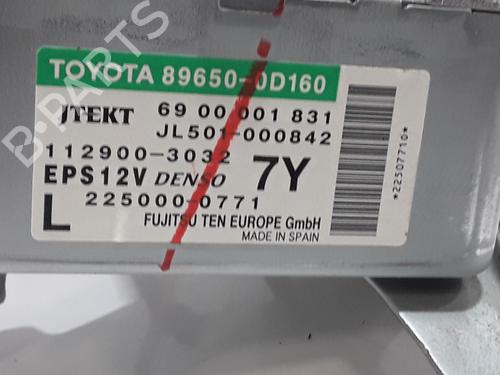 B-PARTS
TOYOTA 89650-0D160
JTEKT 69 00 001 831
JL501-000842
112900-3032
EPS12V DENSO 7Y
L 225000-0771
FUJITSU TEN EUROPE GmbH
MADE IN SPAIN
*22507710*